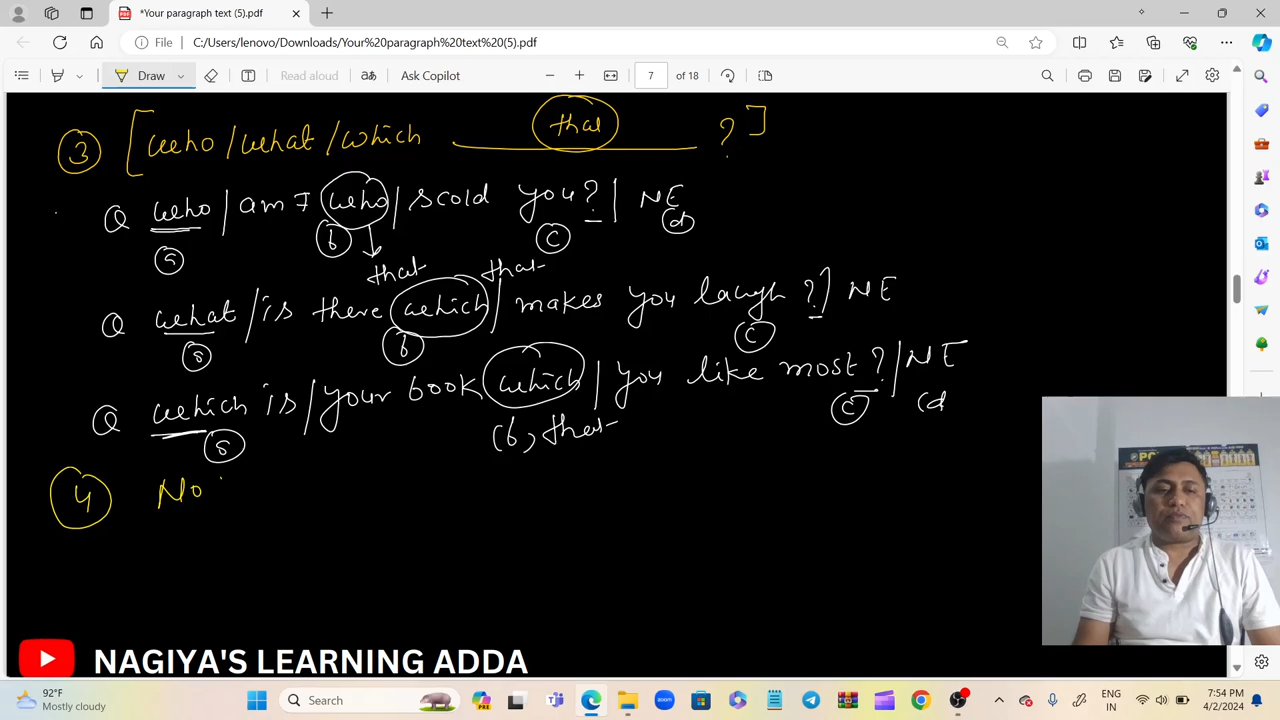 *Your paragraph text (5).pdf
File C:/Users/lenovo/Downloads/Your%20paragraph%20text%20(5).pdf
Draw Read aloud Ask Copilot 7 of 18
3 [who/what/which ______ that ______ ?]
Q who/am I who/scold you?/NE
(a) (b) (c) (d)
that that
Q what/is there which/makes you laugh?/NE
(a) (b) (c)
Q which is/your book which/you like most?/NE
(a) (b) that (c) (d)
4 No
NAGIYA'S LEARNING ADDA
92°F
Mostly cloudy
Search
ENG
IN
7:54 PM
4/2/2024